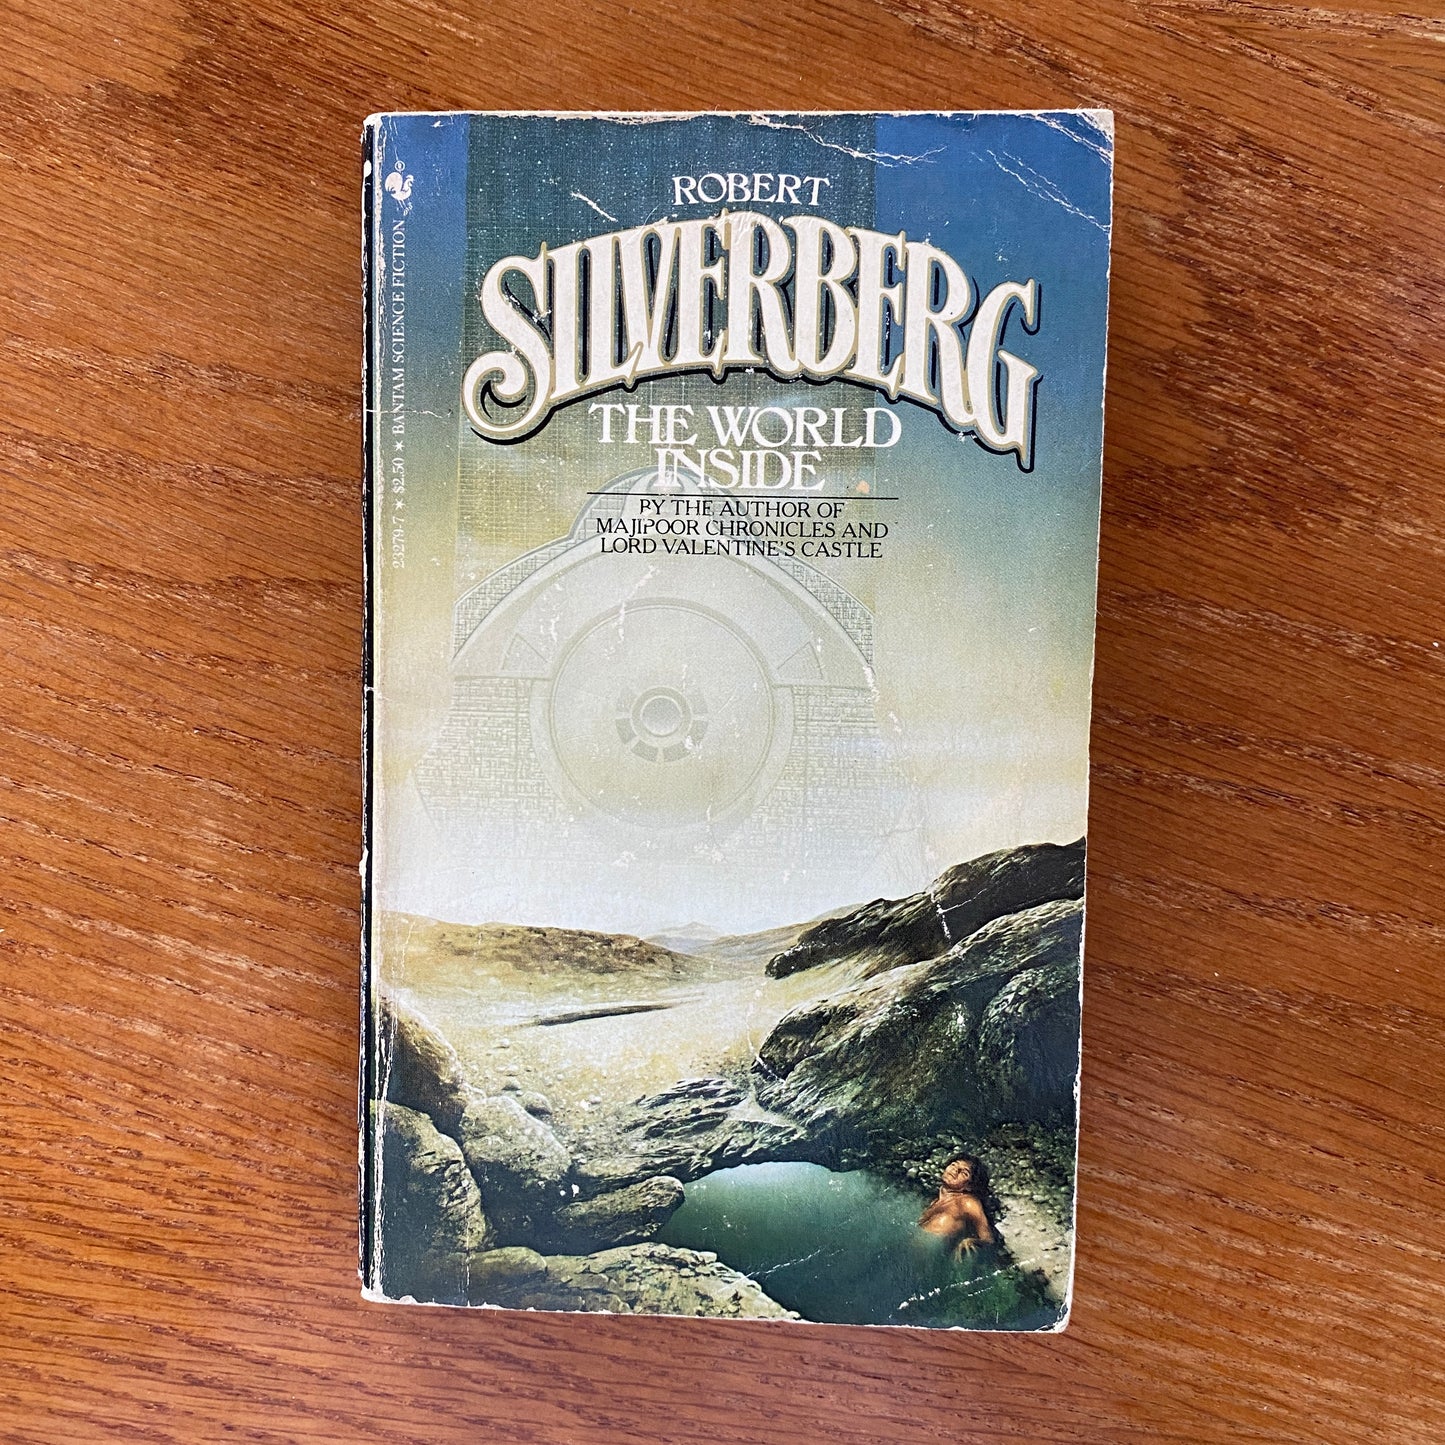 ROBERT
SILVERBERG
THE WORLD
INSIDE
BY THE AUTHOR OF
MAJIPOOR CHRONICLES AND
LORD VALENTINE'S CASTLE
23279-7 ★ $2.50 ★ BANTAM SCIENCE FICTION ®